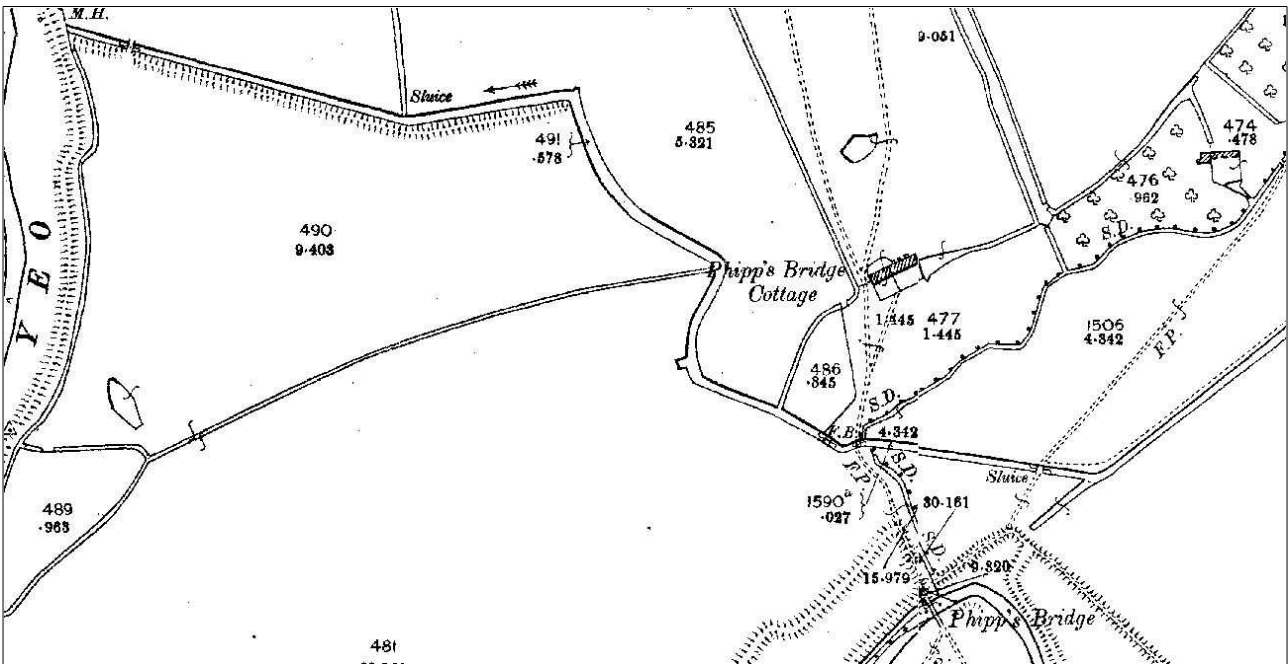 M.H.
9·051
Sluice
491
·578
485
5·321
474
·478
476
·962
S.D.
490
9·403
YEO
Phipp's Bridge
Cottage
1·445
477
1·445
1506
4·342
F.P.
486
·345
S.D.
F.B.
4·342
F.P.
S.D.
Sluice
489
·963
1590ª
·027
30·161
S.D.
15·979
9·320
Phipp's Bridge
481